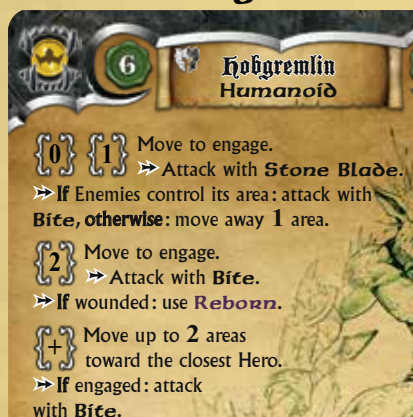 6
Hobgremlin
Humanoid
{0} {1} Move to engage.
Attack with Stone Blade.
If Enemies control its area: attack with
Bite, otherwise: move away 1 area.
{2} Move to engage.
Attack with Bite.
If wounded: use Reborn.
{+} Move up to 2 areas
toward the closest Hero.
If engaged: attack
with Bite.